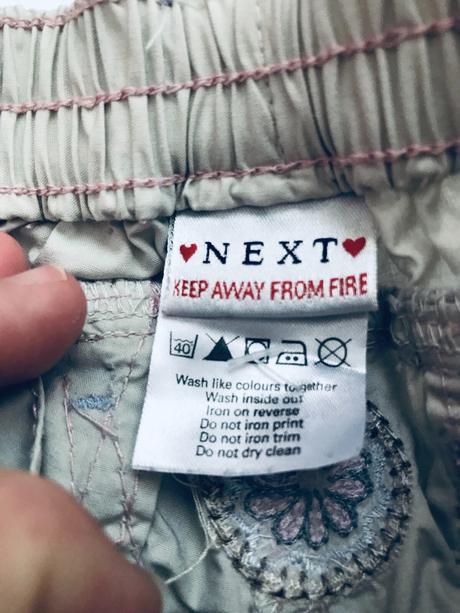 NEXT
KEEP AWAY FROM FIRE
40
Wash like colours together
Wash inside out
Iron on reverse
Do not iron print
Do not iron trim
Do not dry clean